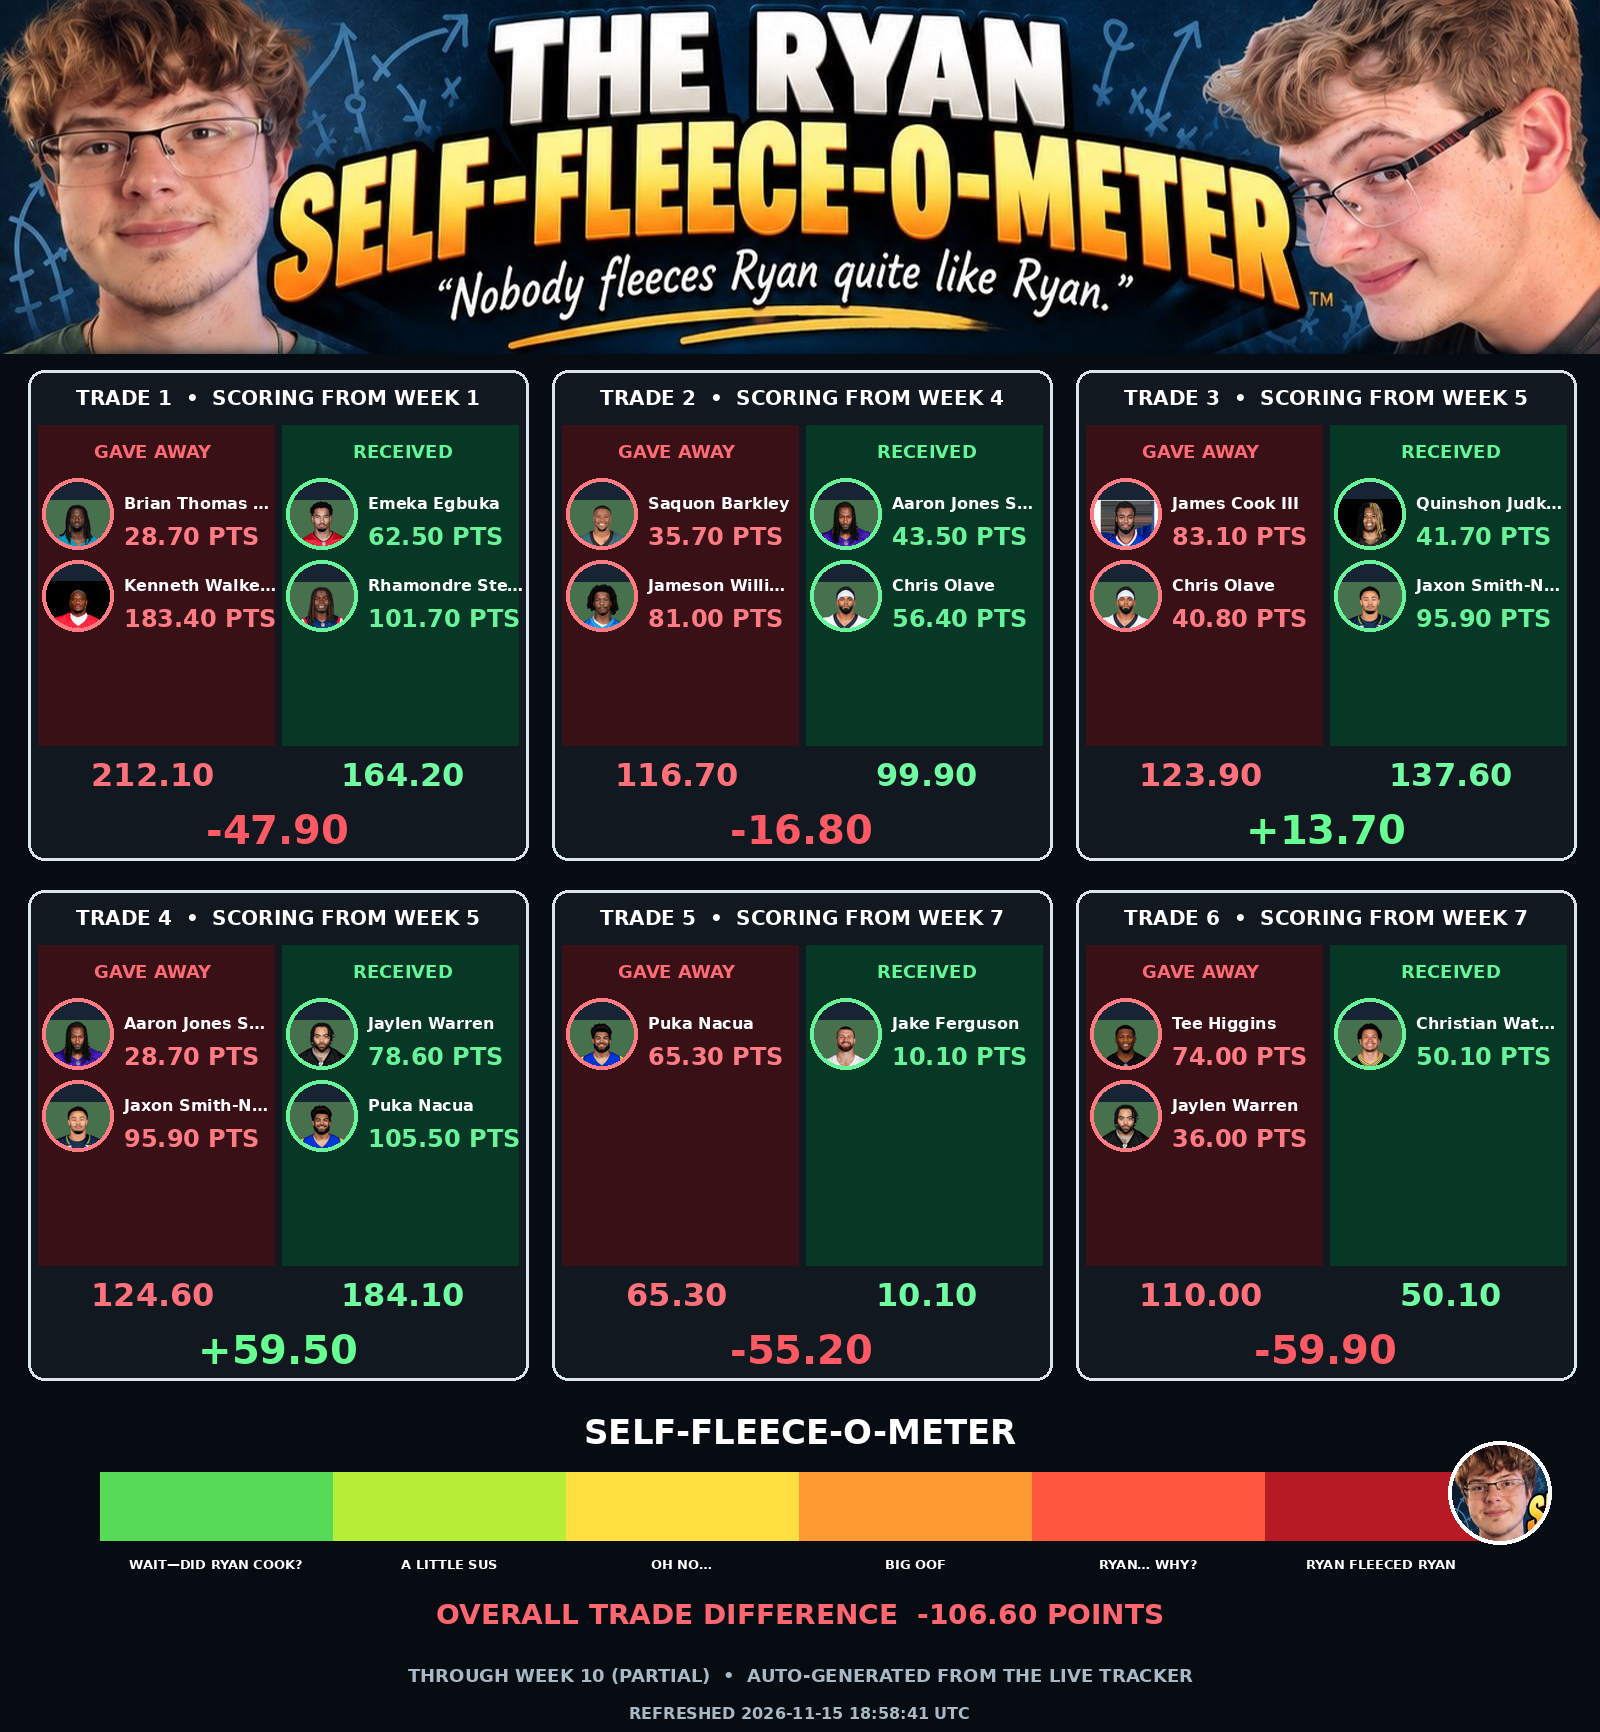 THE RYAN
SELF-FLEECE-O-METER
™
“Nobody fleeces Ryan quite like Ryan.”
TRADE 1 • SCORING FROM WEEK 1
GAVE AWAY
Brian Thomas ...
28.70 PTS
Kenneth Walke...
183.40 PTS
RECEIVED
Emeka Egbuka
62.50 PTS
Rhamondre Ste...
101.70 PTS
212.10
164.20
-47.90
TRADE 2 • SCORING FROM WEEK 4
GAVE AWAY
Saquon Barkley
35.70 PTS
Jameson Willi...
81.00 PTS
RECEIVED
Aaron Jones S...
43.50 PTS
Chris Olave
56.40 PTS
116.70
99.90
-16.80
TRADE 3 • SCORING FROM WEEK 5
GAVE AWAY
James Cook III
83.10 PTS
Chris Olave
40.80 PTS
RECEIVED
Quinshon Judk...
41.70 PTS
Jaxon Smith-N...
95.90 PTS
123.90
137.60
+13.70
TRADE 4 • SCORING FROM WEEK 5
GAVE AWAY
Aaron Jones S...
28.70 PTS
Jaxon Smith-N...
95.90 PTS
RECEIVED
Jaylen Warren
78.60 PTS
Puka Nacua
105.50 PTS
124.60
184.10
+59.50
TRADE 5 • SCORING FROM WEEK 7
GAVE AWAY
Puka Nacua
65.30 PTS
RECEIVED
Jake Ferguson
10.10 PTS
65.30
10.10
-55.20
TRADE 6 • SCORING FROM WEEK 7
GAVE AWAY
Tee Higgins
74.00 PTS
Jaylen Warren
36.00 PTS
RECEIVED
Christian Wat...
50.10 PTS
110.00
50.10
-59.90
SELF-FLEECE-O-METER
WAIT—DID RYAN COOK?
A LITTLE SUS
OH NO...
BIG OOF
RYAN... WHY?
RYAN FLEECED RYAN
OVERALL TRADE DIFFERENCE -106.60 POINTS
THROUGH WEEK 10 (PARTIAL) • AUTO-GENERATED FROM THE LIVE TRACKER
REFRESHED 2026-11-15 18:58:41 UTC